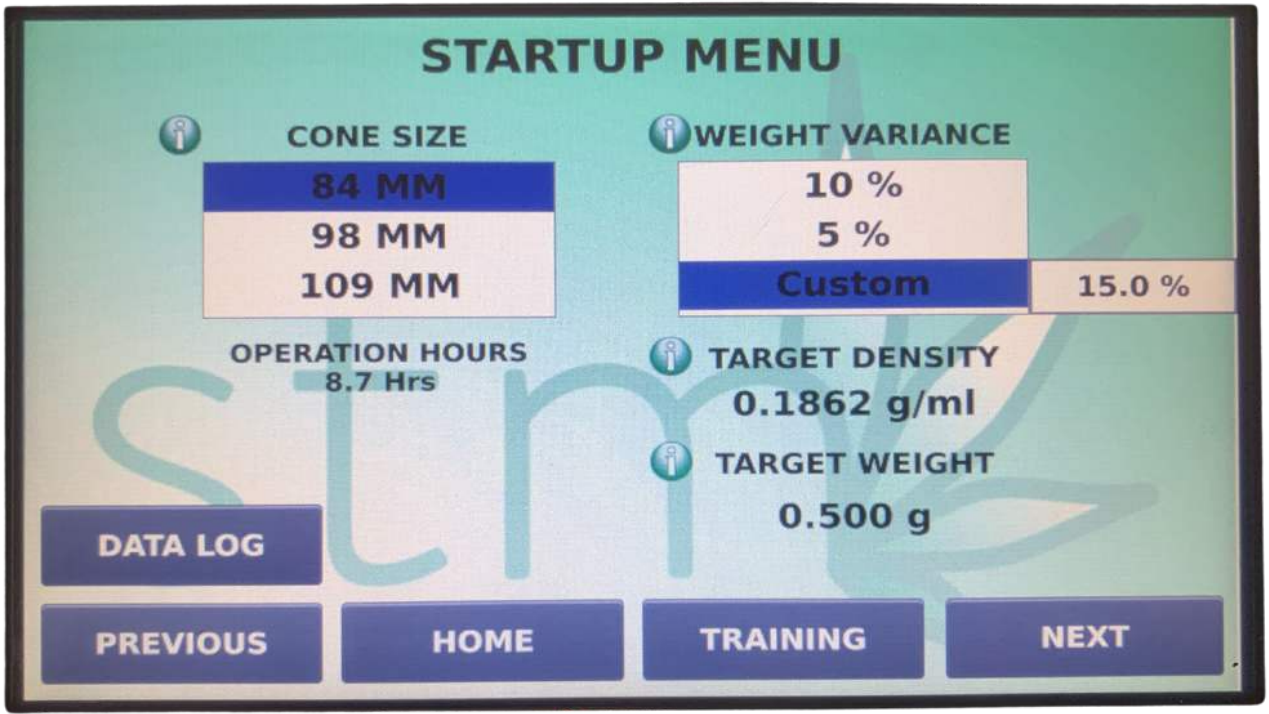 STARTUP MENU
CONE SIZE
84 MM
98 MM
109 MM
OPERATION HOURS
8.7 Hrs
WEIGHT VARIANCE
10 %
5 %
Custom 15.0 %
TARGET DENSITY
0.1862 g/ml
TARGET WEIGHT
0.500 g
stm
DATA LOG
PREVIOUS HOME TRAINING NEXT